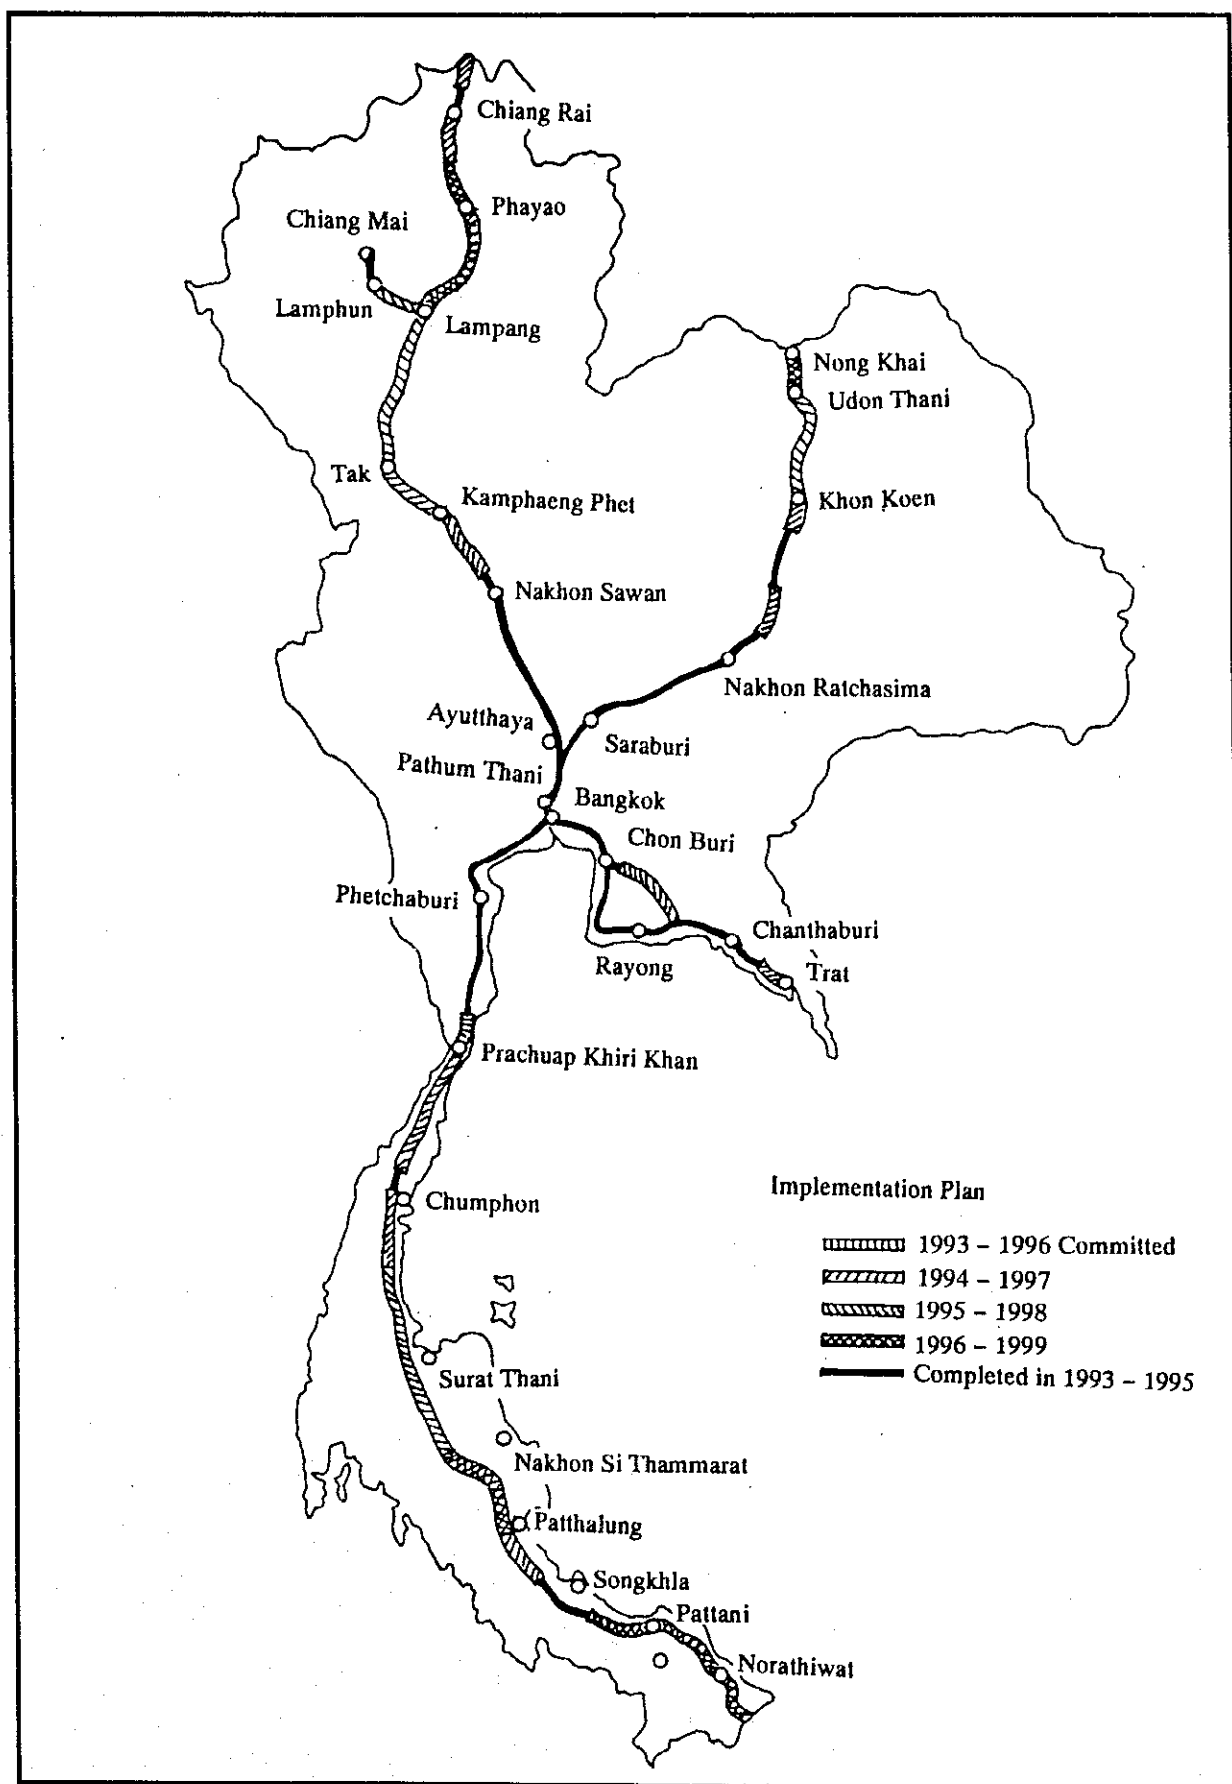 Chiang Rai
Phayao
Chiang Mai
Lamphun
Lampang
Nong Khai
Udon Thani
Tak
Kamphaeng Phet
Khon Koen
Nakhon Sawan
Nakhon Ratchasima
Ayutthaya
Saraburi
Pathum Thani
Bangkok
Chon Buri
Phetchaburi
Chanthaburi
Rayong
Trat
Prachuap Khiri Khan
Chumphon
Implementation Plan
1993 – 1996 Committed
1994 – 1997
1995 – 1998
1996 – 1999
Completed in 1993 – 1995
Surat Thani
Nakhon Si Thammarat
Patthalung
Songkhla
Pattani
Norathiwat